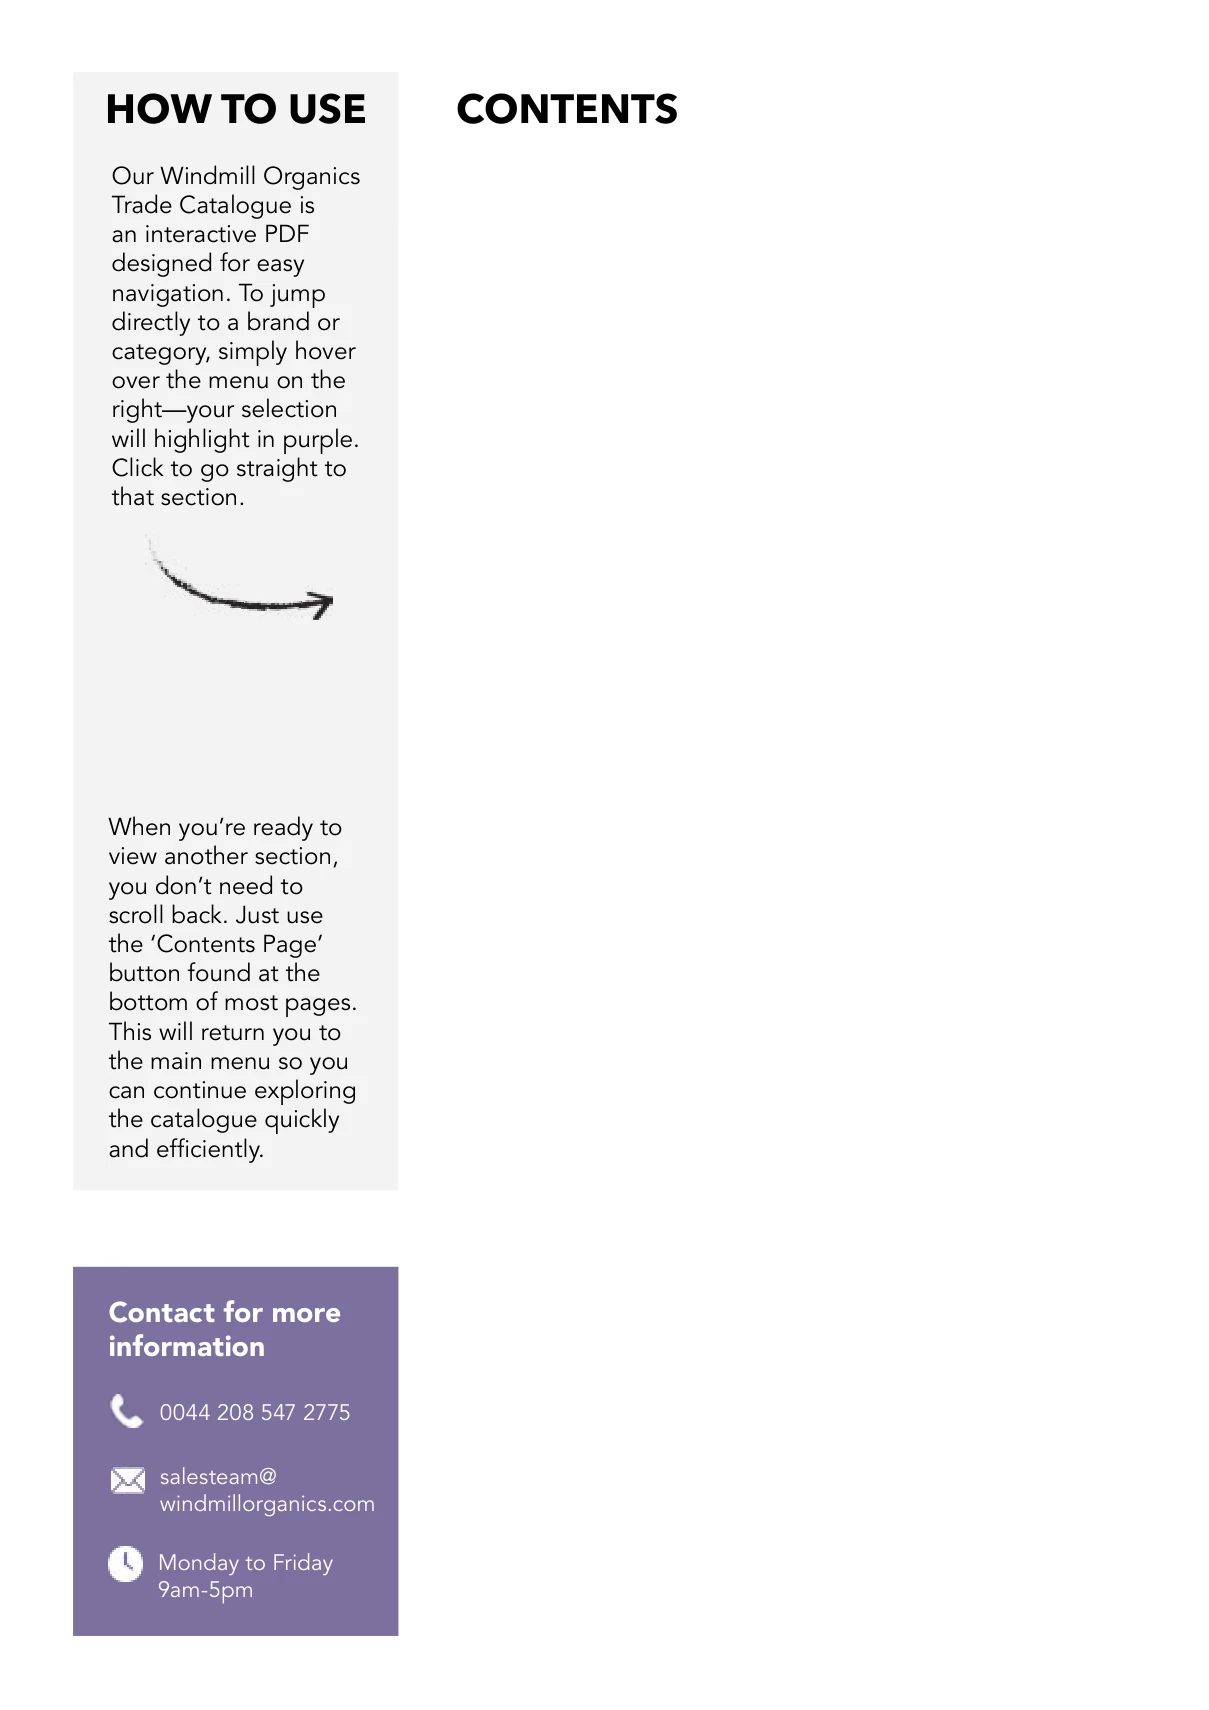 HOW TO USE
Our Windmill Organics
Trade Catalogue is
an interactive PDF
designed for easy
navigation. To jump
directly to a brand or
category, simply hover
over the menu on the
right—your selection
will highlight in purple.
Click to go straight to
that section.
When you’re ready to
view another section,
you don’t need to
scroll back. Just use
the ‘Contents Page’
button found at the
bottom of most pages.
This will return you to
the main menu so you
can continue exploring
the catalogue quickly
and efficiently.
Contact for more
information
0044 208 547 2775
salesteam@
windmillorganics.com
Monday to Friday
9am-5pm
CONTENTS